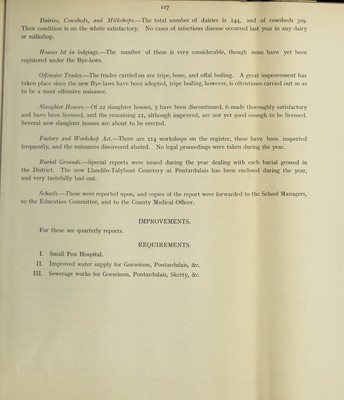 117
Dairies, Cowsheds, and Milkshops.—The total number of dairies is 144, and of cowsheds 309.
Their condition is on the whole satisfactory. No cases of infectious disease occurred last year in any dairy
or milkshop.
Houses let in lodgings.—The number of these is very considerable, though none have yet been
registered under the Bye-laws.
Offensive Trades.—The trades carried on are tripe, bone, and offal boiling. A great improvement has
taken place since the new Bye-laws have been adopted, tripe boiling, however, is oftentimes carried out so as
to be a most offensive nuisance.
Slaughter Houses.—Of 22 slaughter houses, 5 have been discontinued, 6 made thoroughly satisfactory
and have been licensed, and the remaining 11, although improved, are not yet good enough to be licensed.
Several new slaughter houses are about to be erected.
Factory and Workshop Act.—There are 114 workshops on the register, these have been inspected
frequently, and the nuisances discovered abated. No legal proceedings were taken during the year.
Burial Grounds.—Special reports were issued during the year dealing with each burial ground in
the District. The new Llandilo-Talybont Cemetery at Pontardulais has been enclosed during the year,
and very tastefully laid out.
Schools.—These were reported upon, and copies of the report were forwarded to the School Managers,
to the Education Committee, and to the County Medical Officer.
IMPROVEMENTS.
For these see quarterly reports.
REQUIREMENTS.
I. Small Pox Hospital.
II. Improved water supply for Gorseinon, Pontardulais, &c.
III. Sewerage works for Gorseinon, Pontardulais, Sketty, &c.